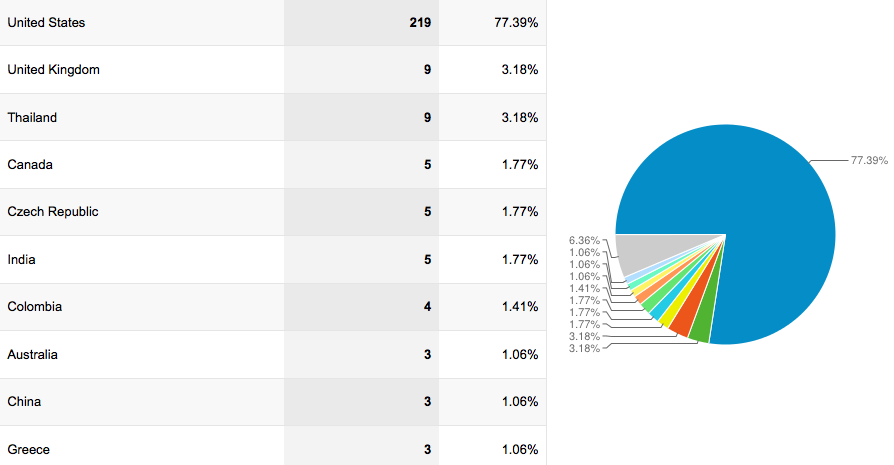 United States 219 77.39%
United Kingdom 9 3.18%
Thailand 9 3.18%
Canada 5 1.77%
Czech Republic 5 1.77%
India 5 1.77%
Colombia 4 1.41%
Australia 3 1.06%
China 3 1.06%
Greece 3 1.06%
77.39%
6.36%
1.06%
1.06%
1.06%
1.41%
1.77%
1.77%
1.77%
3.18%
3.18%